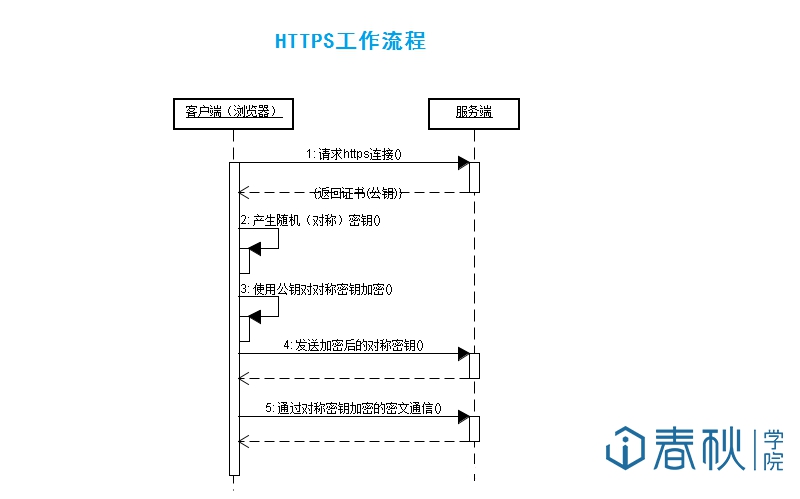 HTTPS工作流程
客户端（浏览器）
服务端
1: 请求https连接()
(返回证书(公钥))
2: 产生随机（对称）密钥()
3: 使用公钥对对称密钥加密()
4: 发送加密后的对称密钥()
5: 通过对称密钥加密的密文通信()
春秋学院